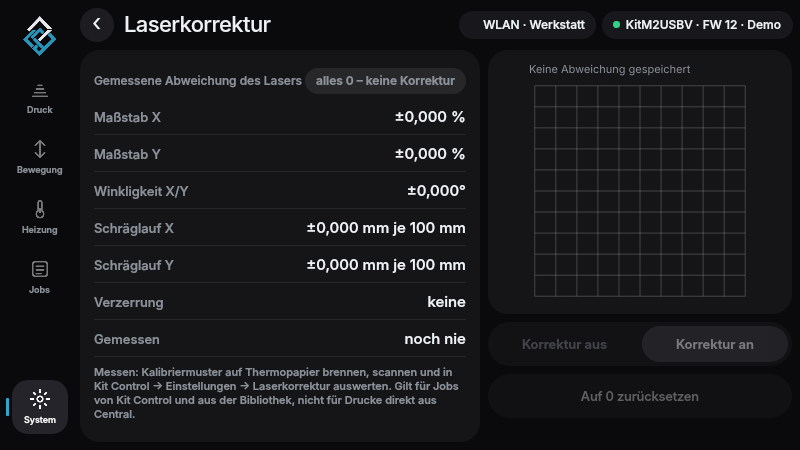 Laserkorrektur
WLAN · Werkstatt
KitM2USBV · FW 12 · Demo
Druck
Bewegung
Heizung
Jobs
System
Gemessene Abweichung des Lasers
alles 0 – keine Korrektur
Maßstab X ±0,000 %
Maßstab Y ±0,000 %
Winkligkeit X/Y ±0,000°
Schräglauf X ±0,000 mm je 100 mm
Schräglauf Y ±0,000 mm je 100 mm
Verzerrung keine
Gemessen noch nie
Messen: Kalibriermuster auf Thermopapier brennen, scannen und in
Kit Control → Einstellungen → Laserkorrektur auswerten. Gilt für Jobs
von Kit Control und aus der Bibliothek, nicht für Drucke direkt aus
Central.
Keine Abweichung gespeichert
Korrektur aus
Korrektur an
Auf 0 zurücksetzen